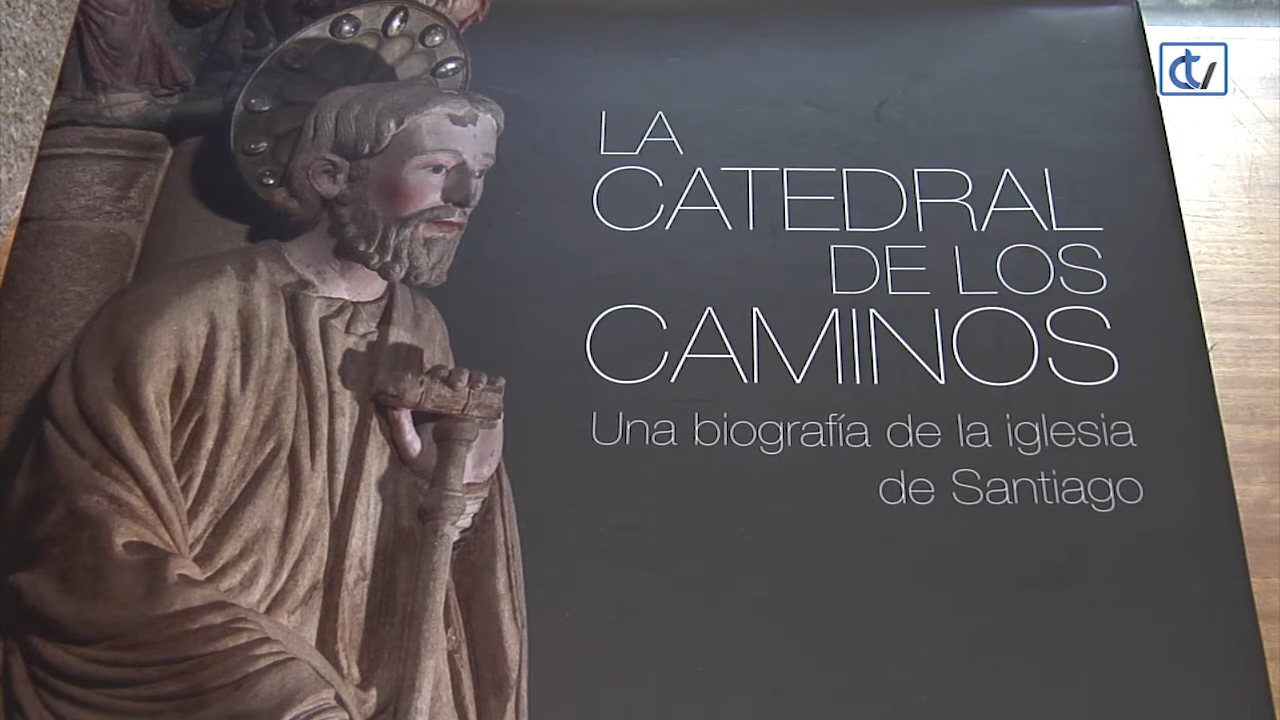 LA
CATEDRAL
DE LOS
CAMINOS
Una biografía de la iglesia
de Santiago